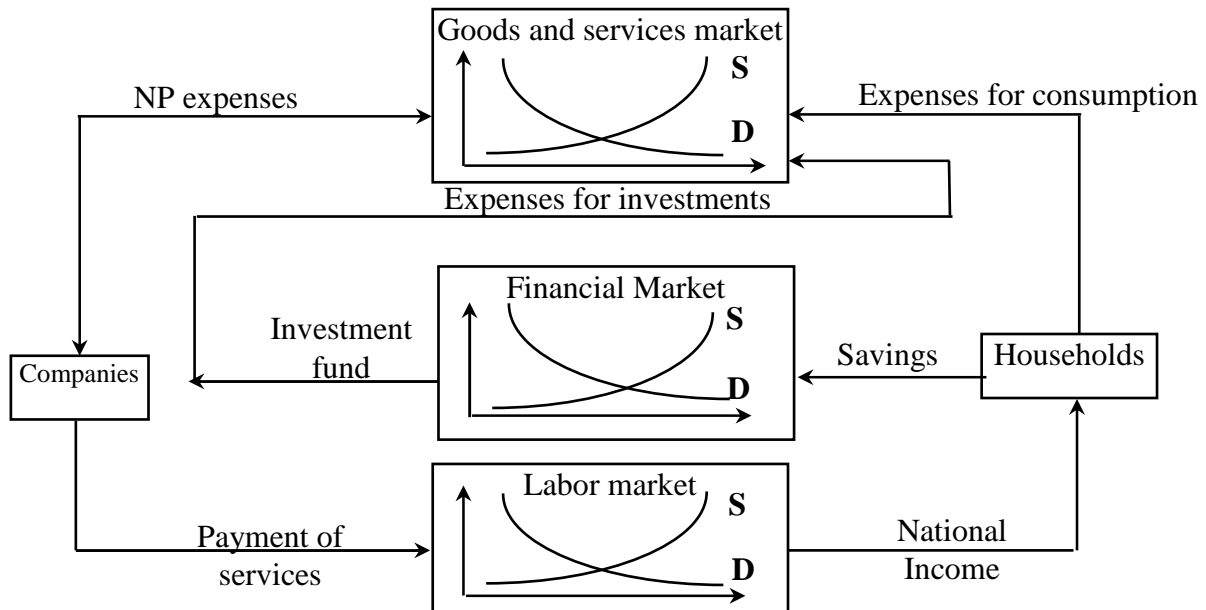 Goods and services market
S
NP expenses
Expenses for consumption
D
Expenses for investments
Financial Market
S
Investment
fund
Savings
Households
Companies
D
Labor market
S
Payment of
services
National
Income
D